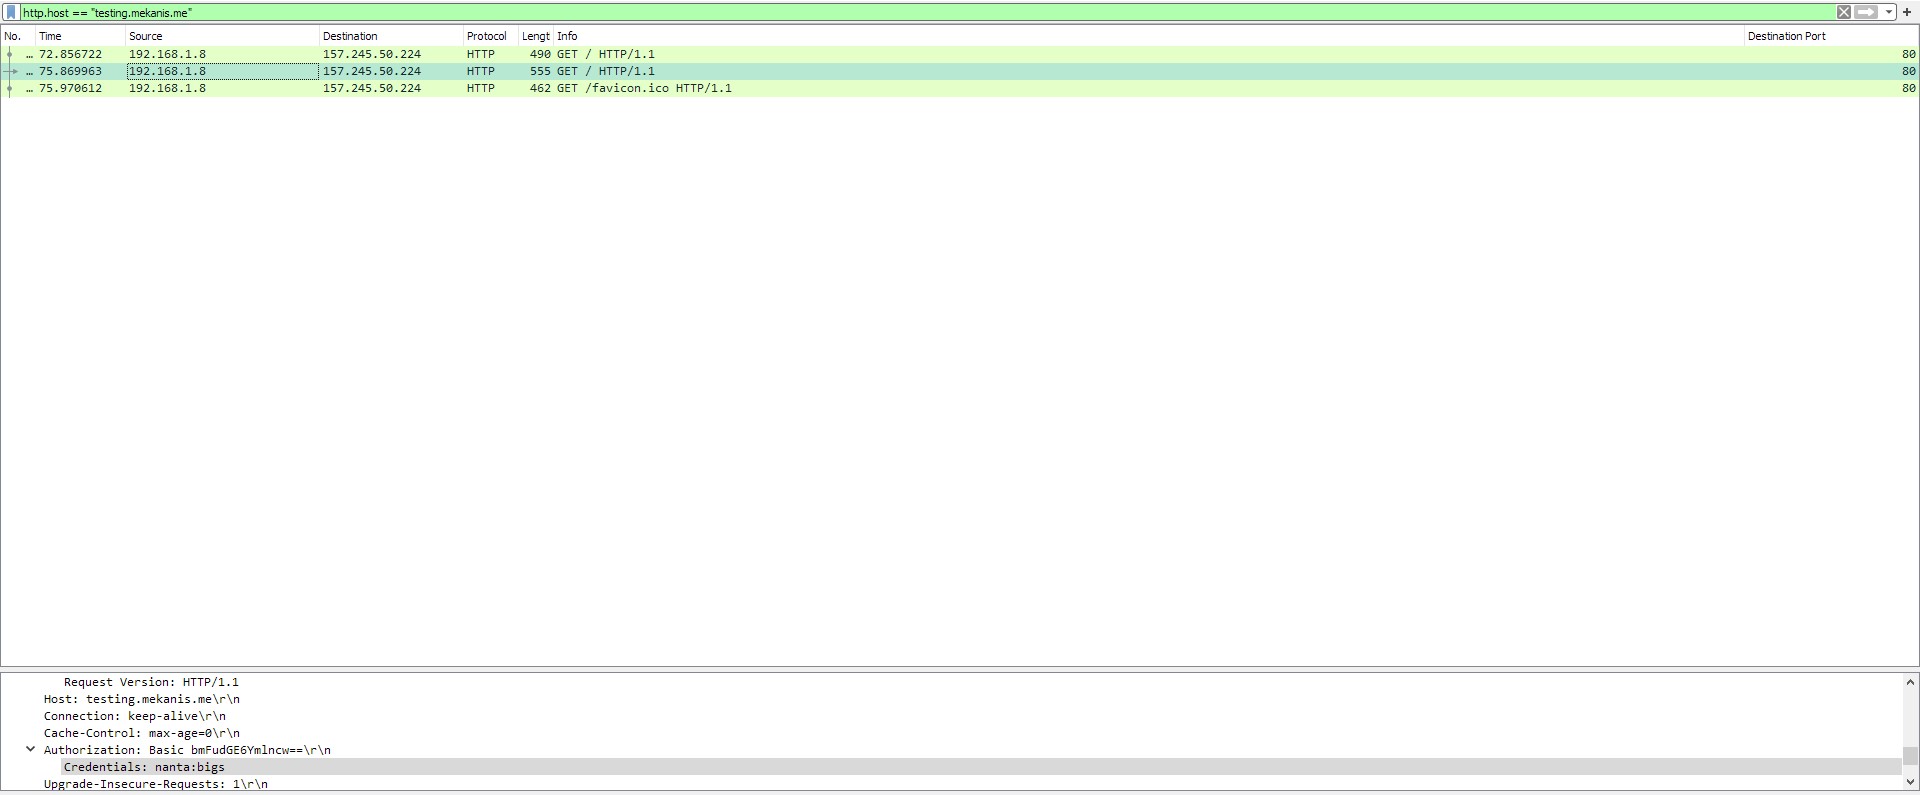 http.host == "testing.mekanis.me"
No. Time Source Destination Protocol Lengt Info Destination Port
… 72.856722 192.168.1.8 157.245.50.224 HTTP 490 GET / HTTP/1.1 80
… 75.869963 192.168.1.8 157.245.50.224 HTTP 555 GET / HTTP/1.1 80
… 75.970612 192.168.1.8 157.245.50.224 HTTP 462 GET /favicon.ico HTTP/1.1 80
Request Version: HTTP/1.1
Host: testing.mekanis.me\r\n
Connection: keep-alive\r\n
Cache-Control: max-age=0\r\n
Authorization: Basic bmFudGE6Ymlncw==\r\n
Credentials: nanta:bigs
Upgrade-Insecure-Requests: 1\r\n